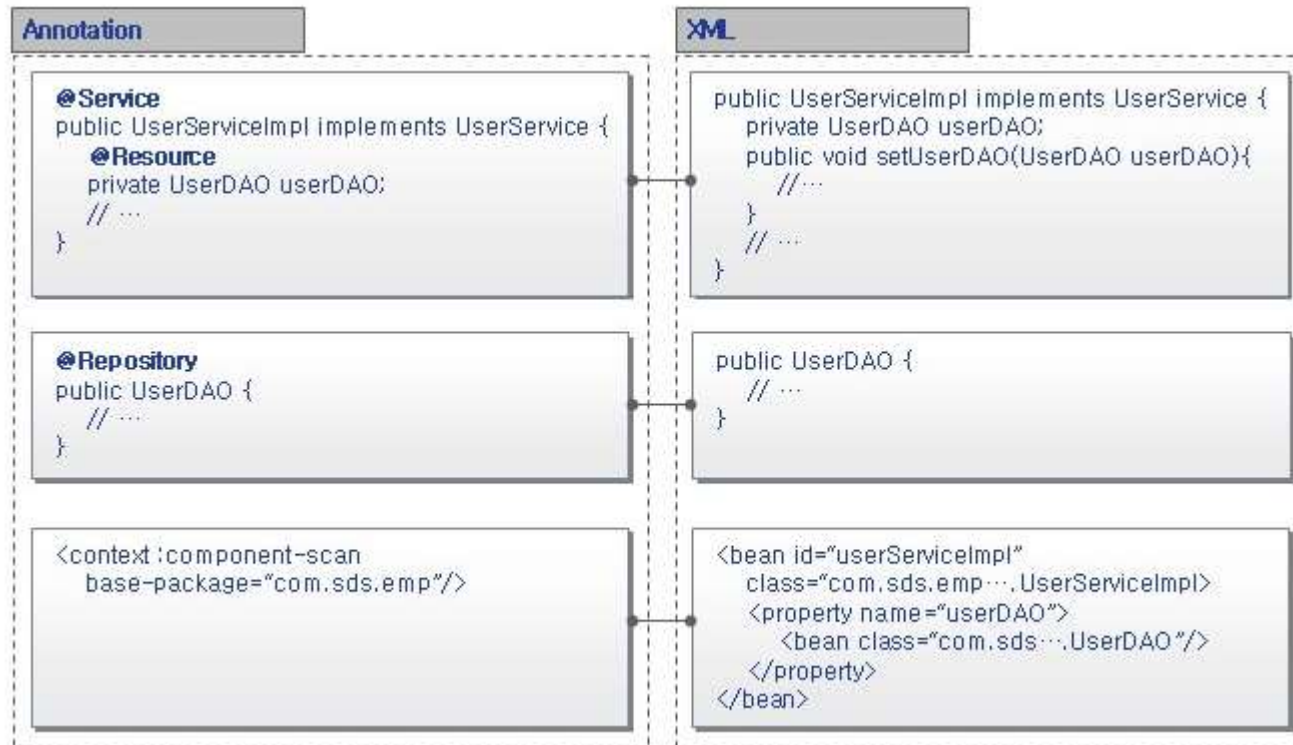 Annotation
@Service
public UserServiceImpl implements UserService {
@Resource
private UserDAO userDAO;
// ···
}
@Repository
public UserDAO {
// ···
}
<context:component-scan
base-package="com.sds.emp"/>
XML
public UserServiceImpl implements UserService {
private UserDAO userDAO;
public void setUserDAO(UserDAO userDAO){
//···
}
// ···
}
public UserDAO {
// ···
}
<bean id="userServiceImpl"
class="com.sds.emp···.UserServiceImpl>
<property name="userDAO">
<bean class="com.sds···.UserDAO"/>
</property>
</bean>